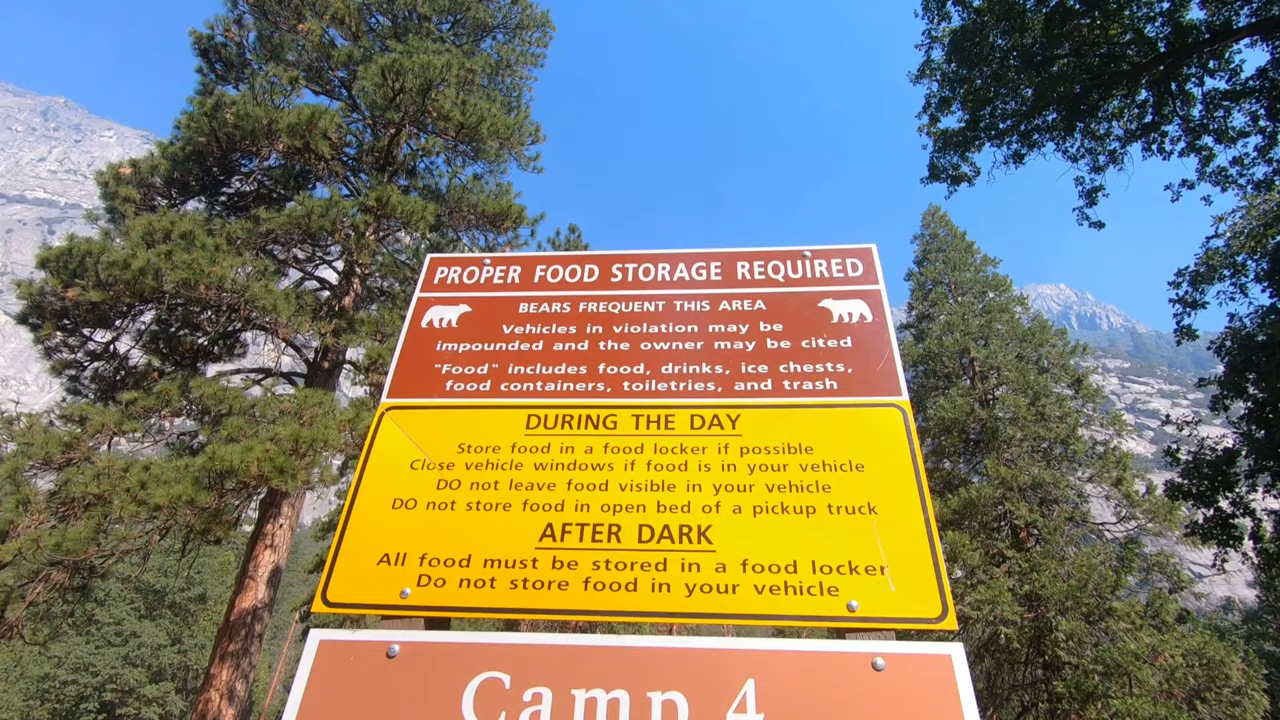 PROPER FOOD STORAGE REQUIRED
BEARS FREQUENT THIS AREA
Vehicles in violation may be
impounded and the owner may be cited
"Food" includes food, drinks, ice chests,
food containers, toiletries, and trash
DURING THE DAY
Store food in a food locker if possible
Close vehicle windows if food is in your vehicle
DO not leave food visible in your vehicle
DO not store food in open bed of a pickup truck
AFTER DARK
All food must be stored in a food locker
Do not store food in your vehicle
Camp 4